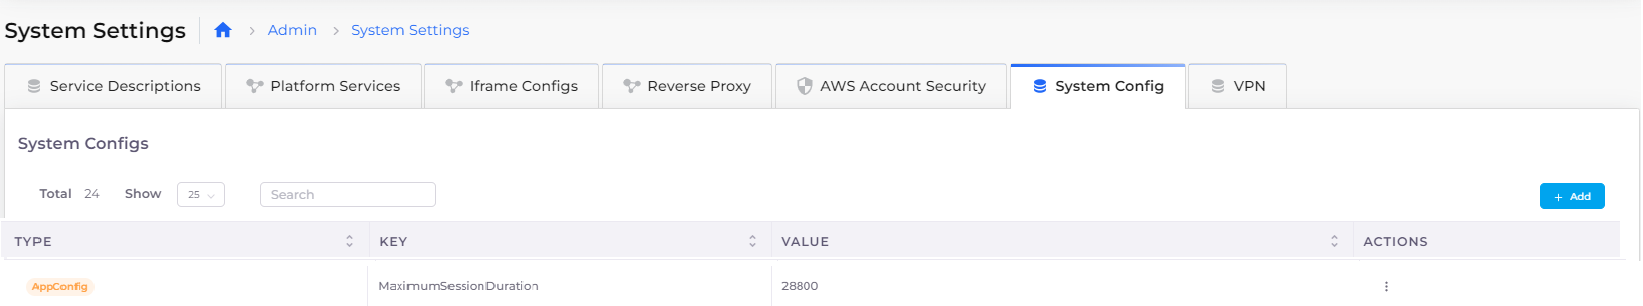 System Settings Admin System Settings
Service Descriptions Platform Services Iframe Configs Reverse Proxy AWS Account Security System Config VPN
System Configs
Total 24 Show 25 Search + Add
TYPE KEY VALUE ACTIONS
AppConfig MaximumSessionDuration 28800